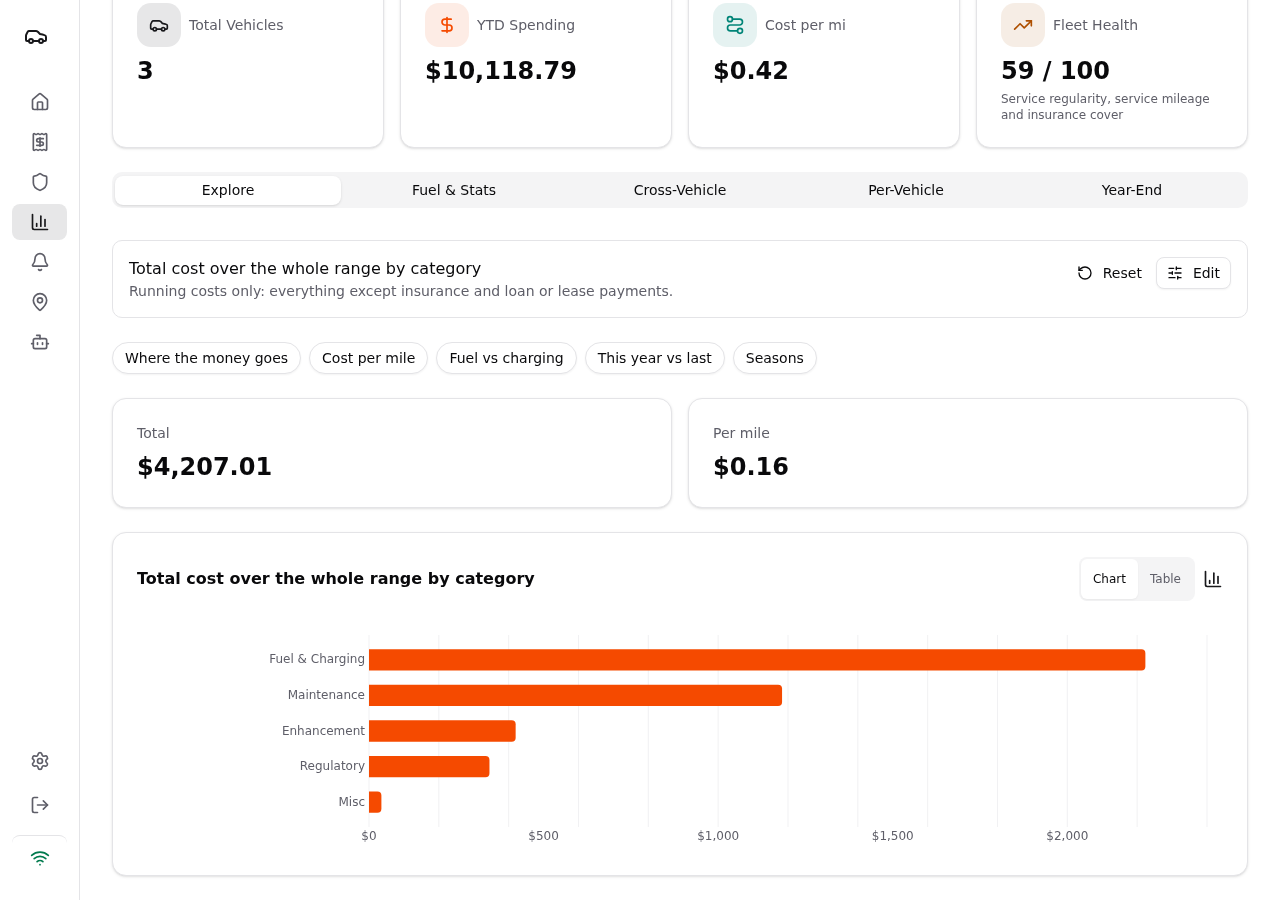 Total Vehicles
3
YTD Spending
$10,118.79
Cost per mi
$0.42
Fleet Health
59 / 100
Service regularity, service mileage
and insurance cover
Explore
Fuel & Stats
Cross-Vehicle
Per-Vehicle
Year-End
Total cost over the whole range by category
Running costs only: everything except insurance and loan or lease payments.
Reset
Edit
Where the money goes
Cost per mile
Fuel vs charging
This year vs last
Seasons
Total
$4,207.01
Per mile
$0.16
Total cost over the whole range by category
Chart
Table
Fuel & Charging
Maintenance
Enhancement
Regulatory
Misc
$0
$500
$1,000
$1,500
$2,000